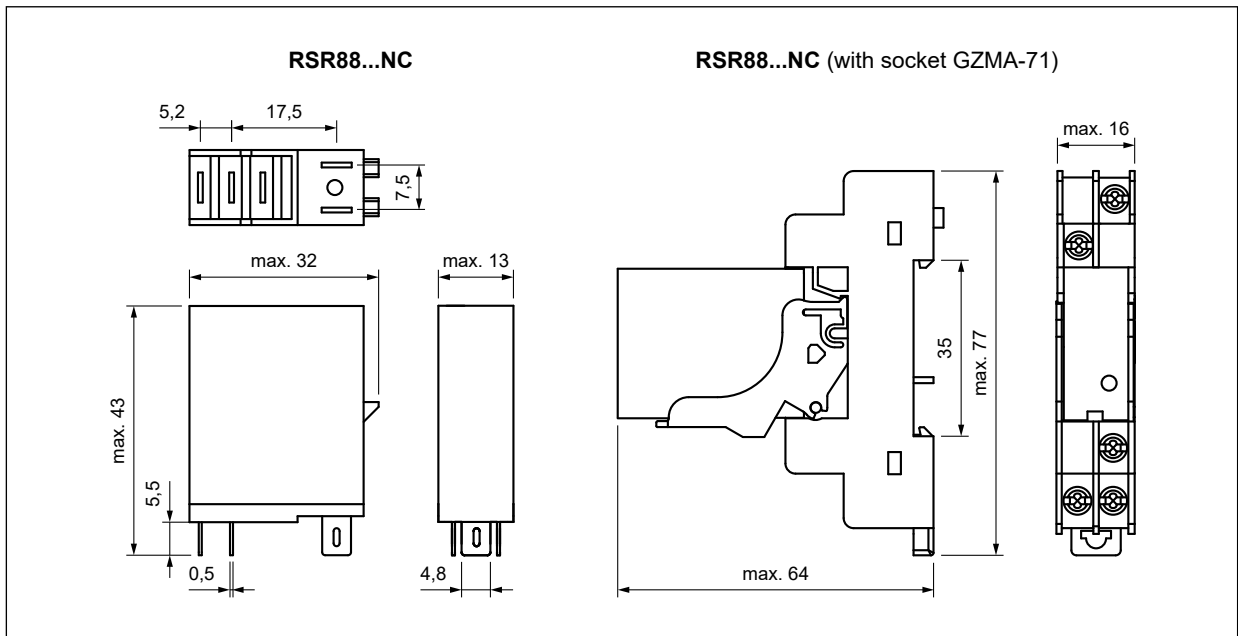 RSR88...NC
RSR88...NC (with socket GZMA-71)
5,2
17,5
7,5
max. 32
max. 13
max. 43
5,5
0,5
4,8
max. 16
35
max. 77
max. 64